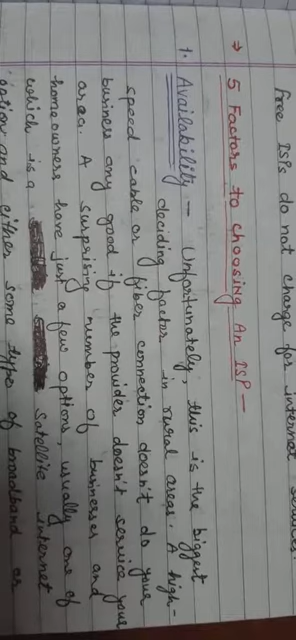 free ISPs do not charge for internet
→ 5 Factors to choosing An ISP —
1. Availability — Unfortunately, this is the biggest
deciding factor in rural areas. A high-
speed cable or fiber connection doesn't do your
business any good if the provider doesn't service your
area. A surprising number of businesses and
home owners have just a few options, usually one of
which is a satellite internet
option and either some type of broadband or